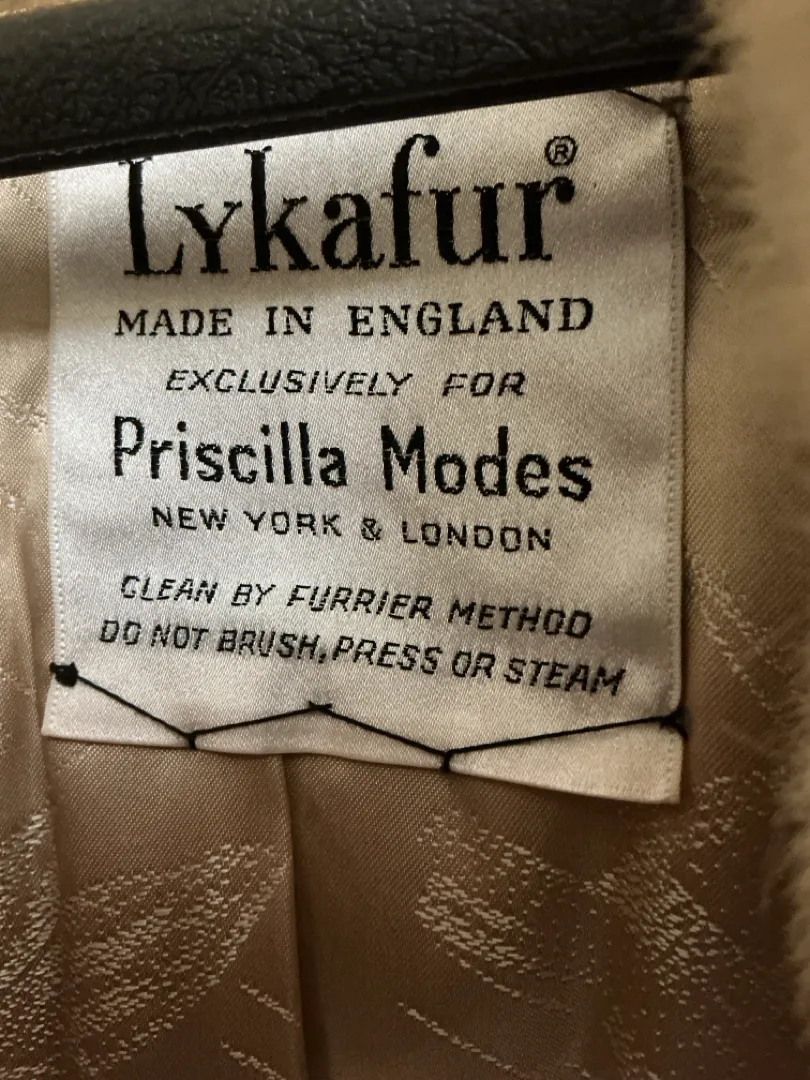 Lykafur®
MADE IN ENGLAND
EXCLUSIVELY FOR
Priscilla Modes
NEW YORK & LONDON
CLEAN BY FURRIER METHOD
DO NOT BRUSH, PRESS OR STEAM